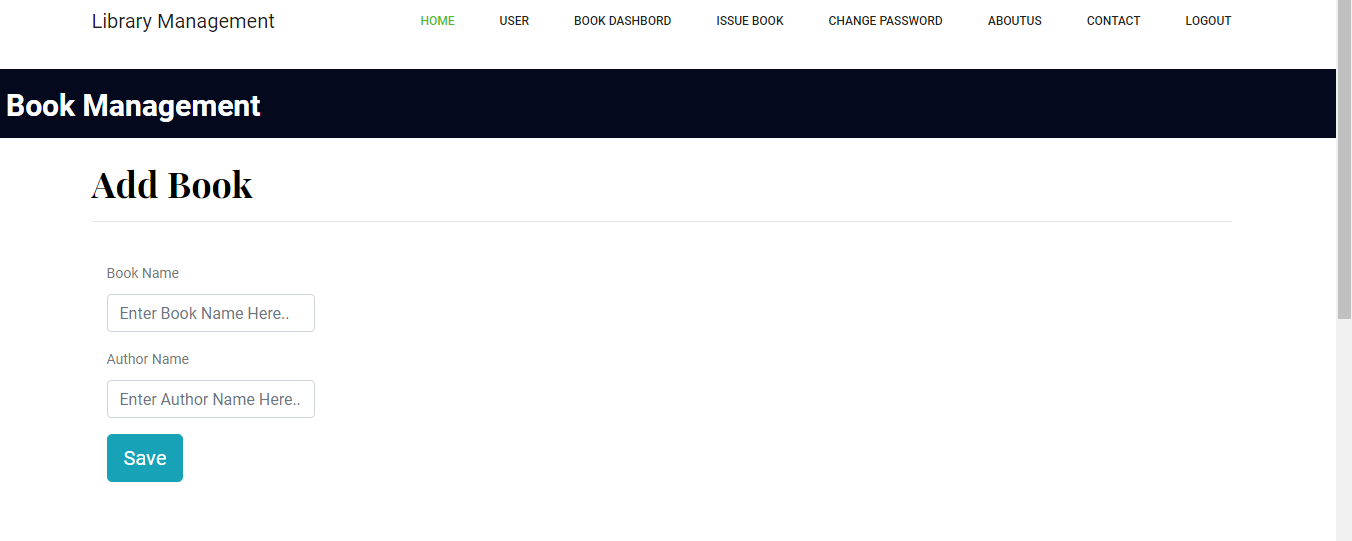 Library Management HOME USER BOOK DASHBORD ISSUE BOOK CHANGE PASSWORD ABOUTUS CONTACT LOGOUT
Book Management
Add Book
Book Name
Enter Book Name Here..
Author Name
Enter Author Name Here..
Save